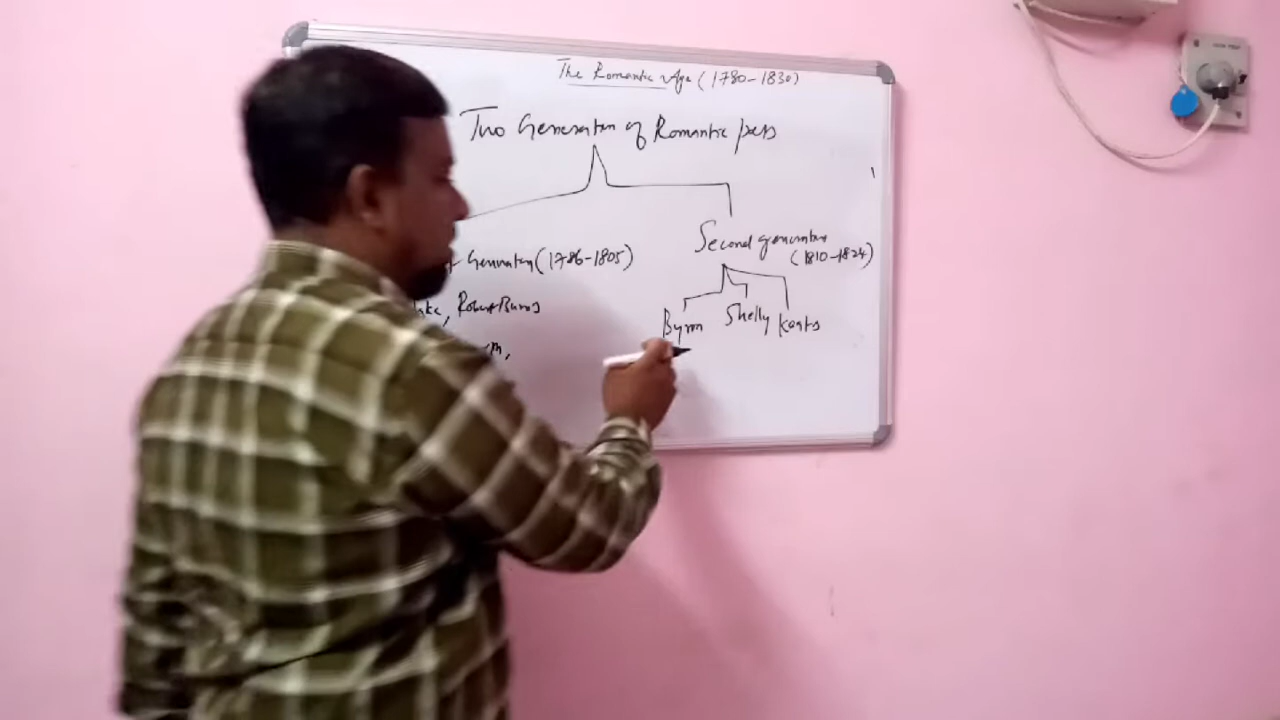 The Romantic Age (1780-1830)
Two Generation of Romantic pets
Second generation
(1810-1824)
Generation (1786-1805)
Robert Burns
Byron Shelly Keats